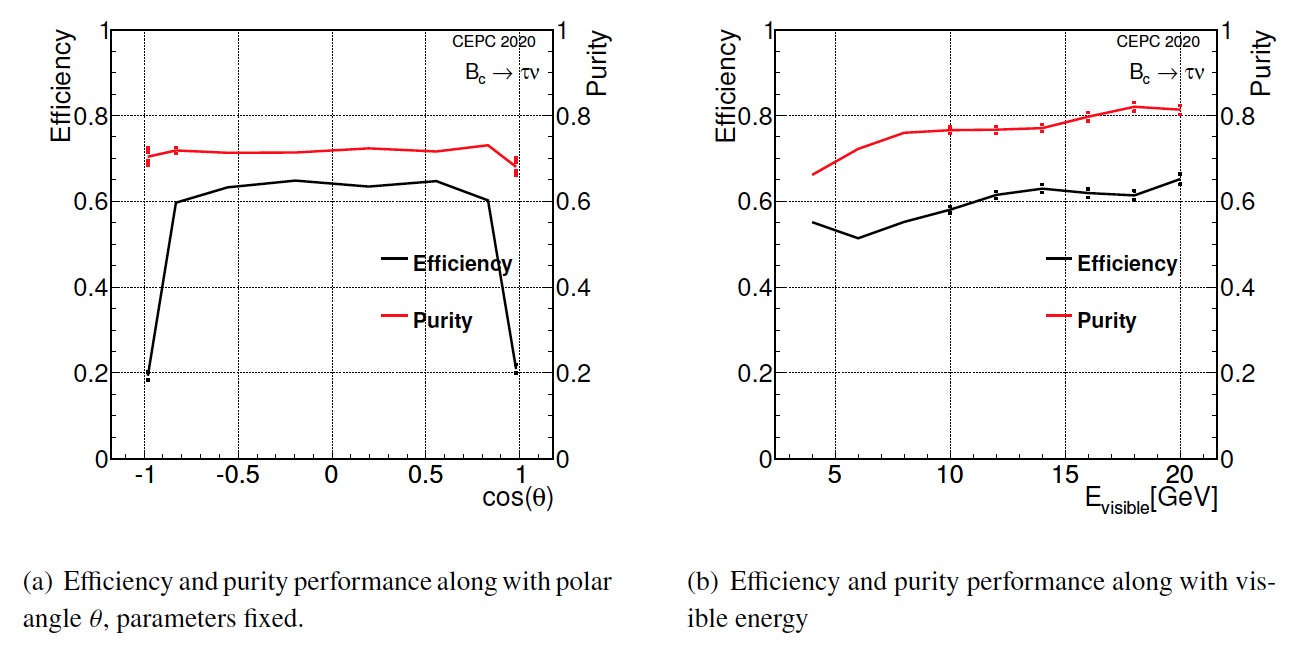 Efficiency
1
0.8
0.6
0.4
0.2
0
-1
-0.5
0
0.5
1
cos(θ)
1
0.8
0.6
0.4
0.2
0
Purity
CEPC 2020
B_c → τν
Efficiency
Purity
(a) Efficiency and purity performance along with polar
angle θ, parameters fixed.
Efficiency
1
0.8
0.6
0.4
0.2
0
5
10
15
20
E_visible[GeV]
1
0.8
0.6
0.4
0.2
0
Purity
CEPC 2020
B_c → τν
Efficiency
Purity
(b) Efficiency and purity performance along with vis-
ible energy